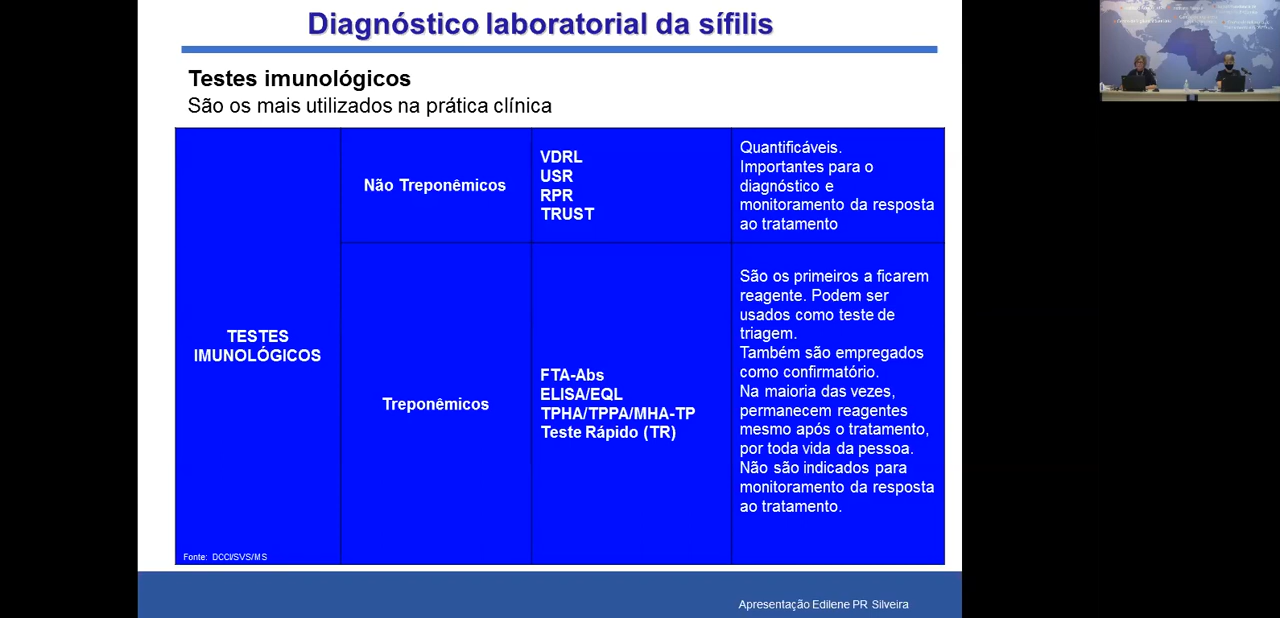 Diagnóstico laboratorial da sífilis
Testes imunológicos
São os mais utilizados na prática clínica
TESTES
IMUNOLÓGICOS
Não Treponêmicos
VDRL
USR
RPR
TRUST
Quantificáveis.
Importantes para o
diagnóstico e
monitoramento da resposta
ao tratamento
Treponêmicos
FTA-Abs
ELISA/EQL
TPHA/TPPA/MHA-TP
Teste Rápido (TR)
São os primeiros a ficarem
reagente. Podem ser
usados como teste de
triagem.
Também são empregados
como confirmatório.
Na maioria das vezes,
permanecem reagentes
mesmo após o tratamento,
por toda vida da pessoa.
Não são indicados para
monitoramento da resposta
ao tratamento.
Fonte: DCCI/SVS/MS
Apresentação Edilene PR Silveira